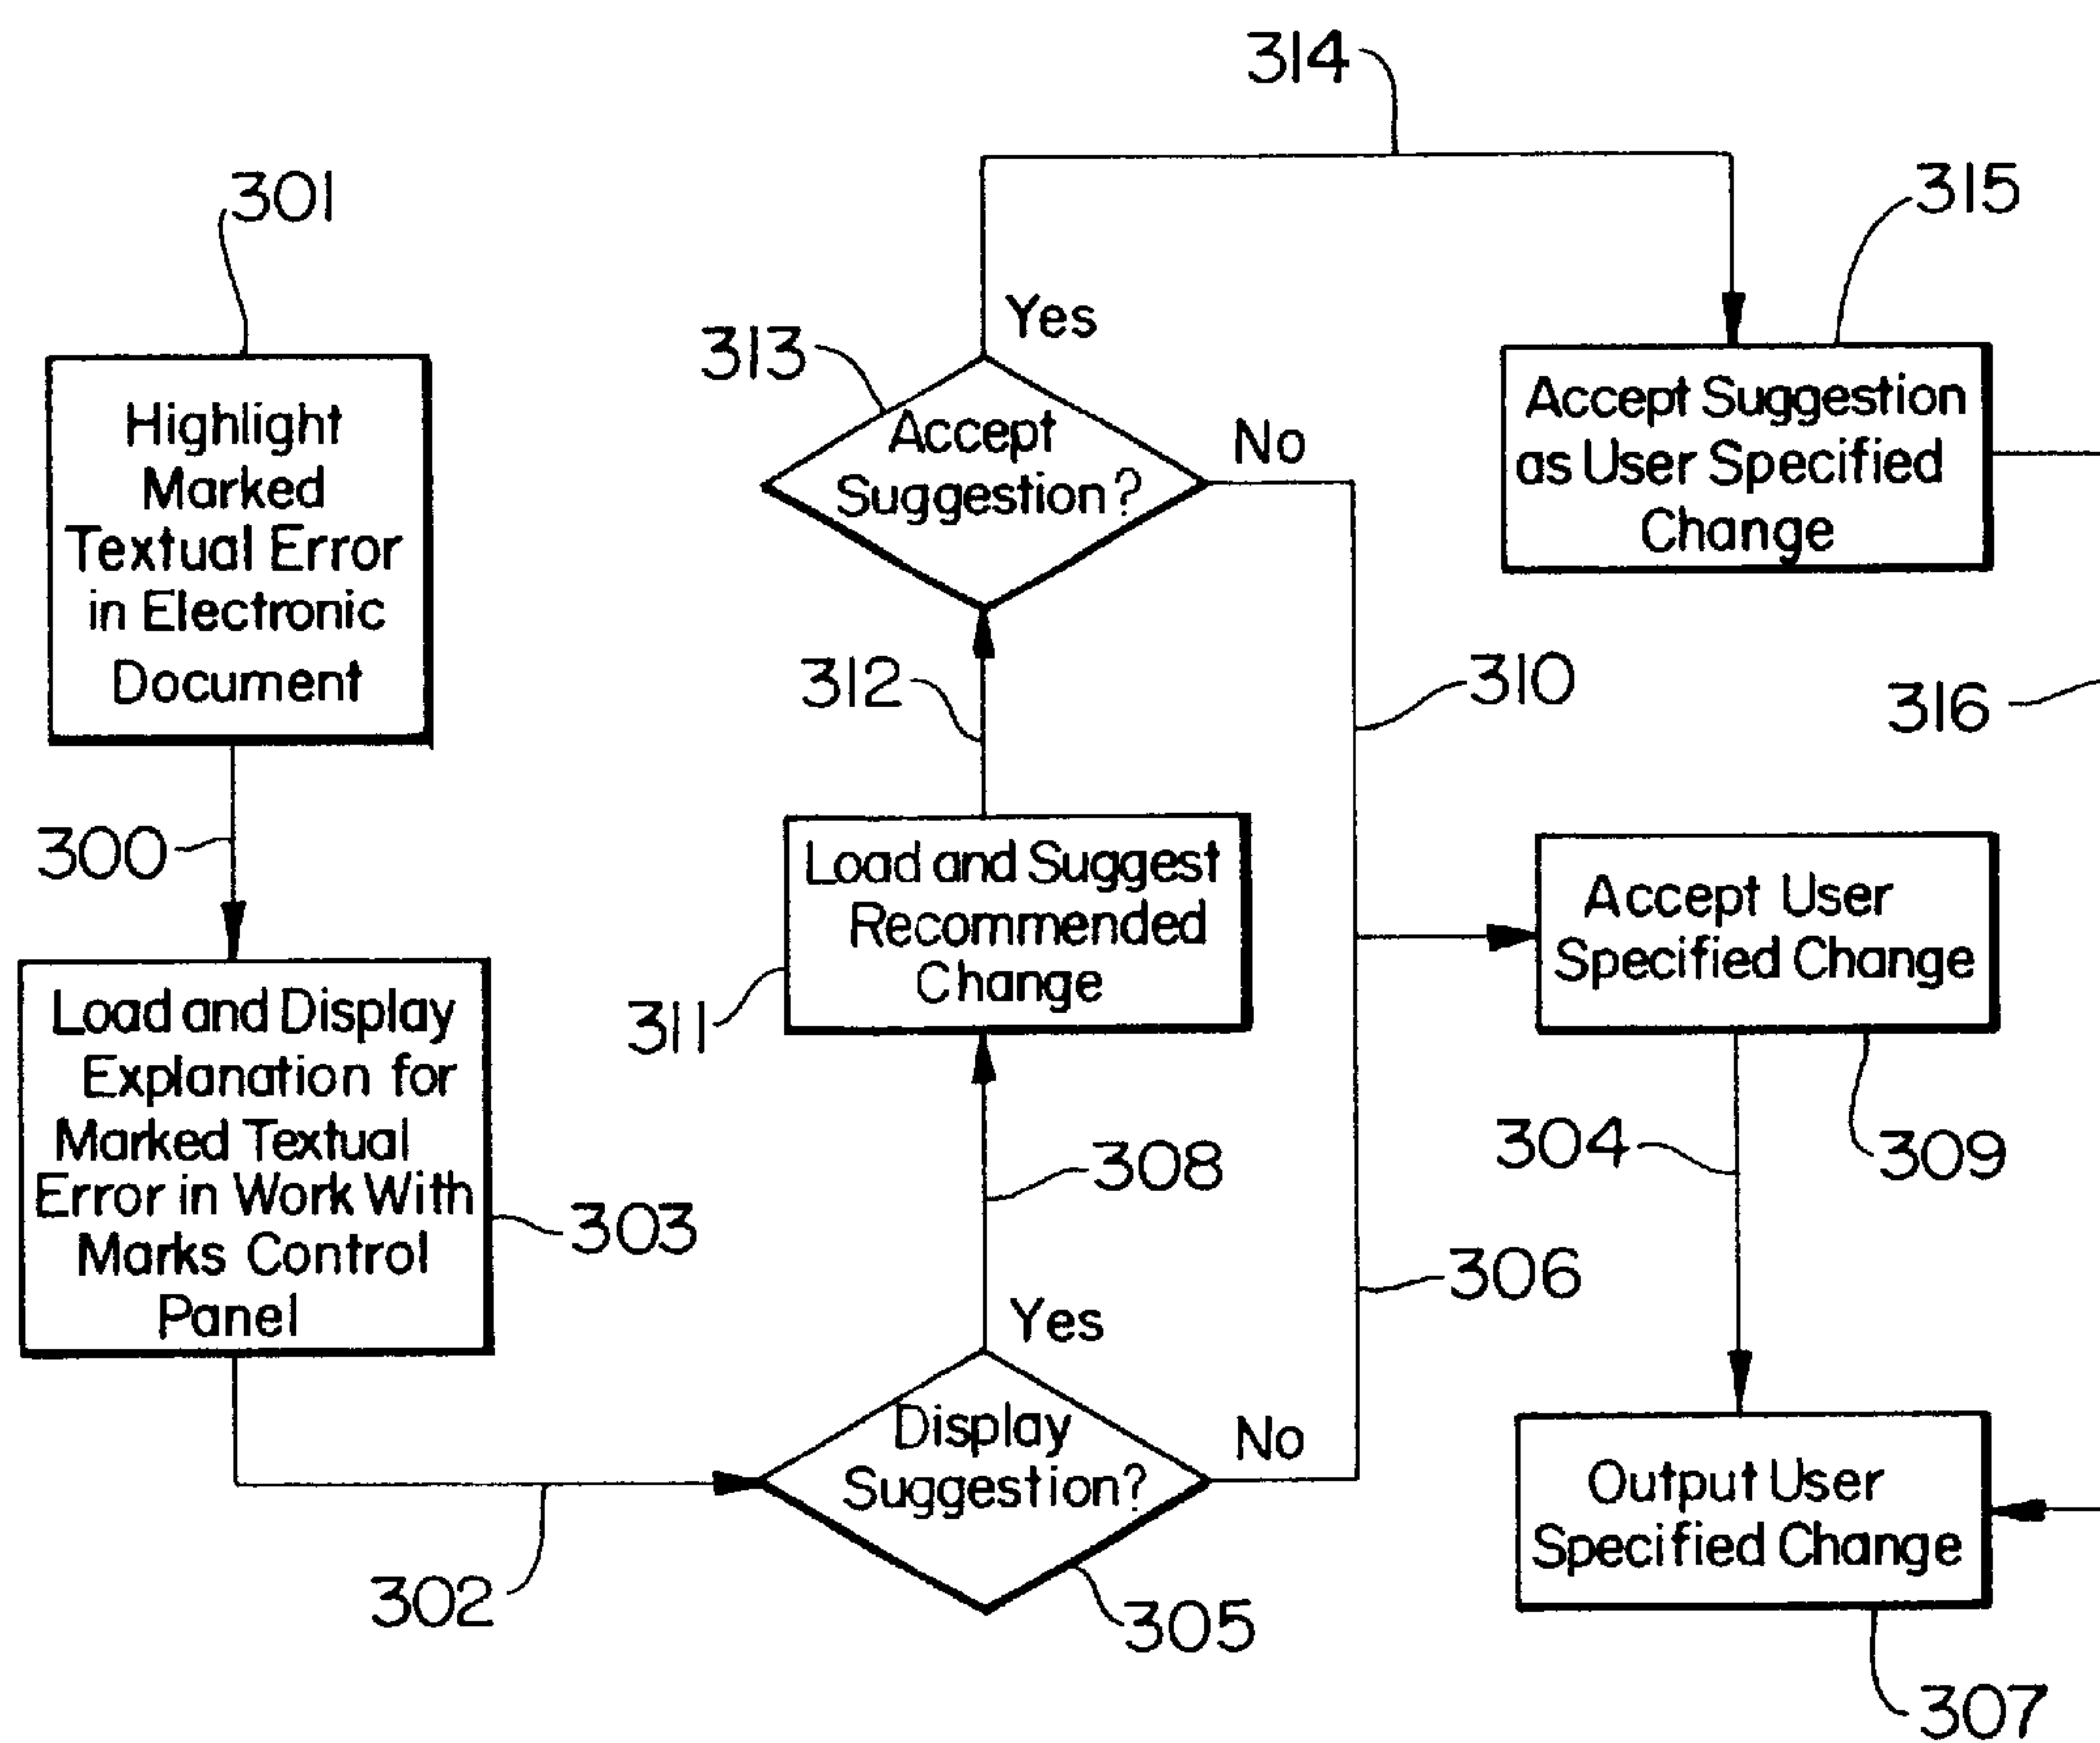 314
301
315
Yes
313
Highlight
Marked
Textual Error
in Electronic
Document
Accept
Suggestion?
No
Accept Suggestion
as User Specified
Change
312
310
316
300
Load and Suggest
Recommended
Change
311
Accept User
Specified Change
Load and Display
Explanation for
Marked Textual
Error in Work With
Marks Control
Panel
303
308
304
309
306
Yes
Display
Suggestion?
No
Output User
Specified Change
302
305
307